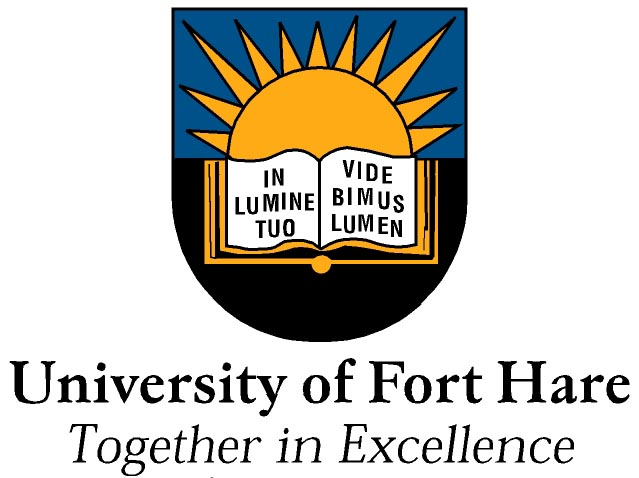 IN
LUMINE
TUO
VIDE
BIMUS
LUMEN
University of Fort Hare
Together in Excellence